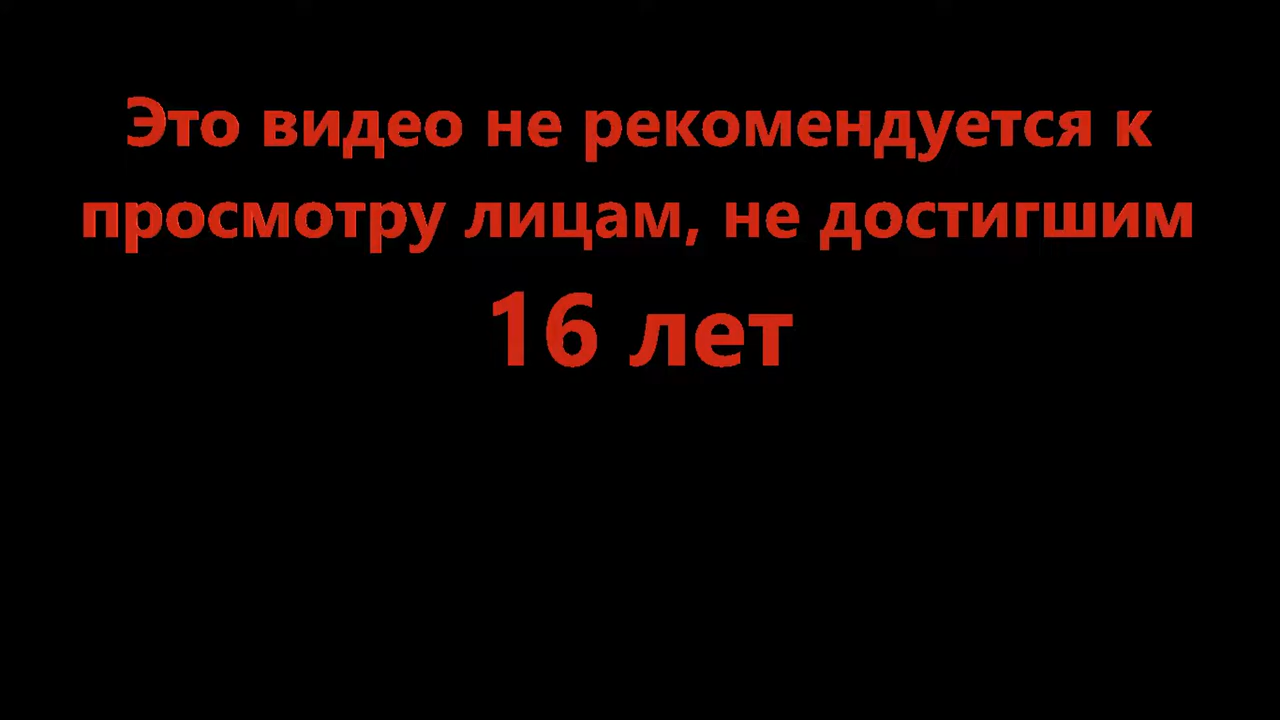 Это видео не рекомендуется к
просмотру лицам, не достигшим
16 лет